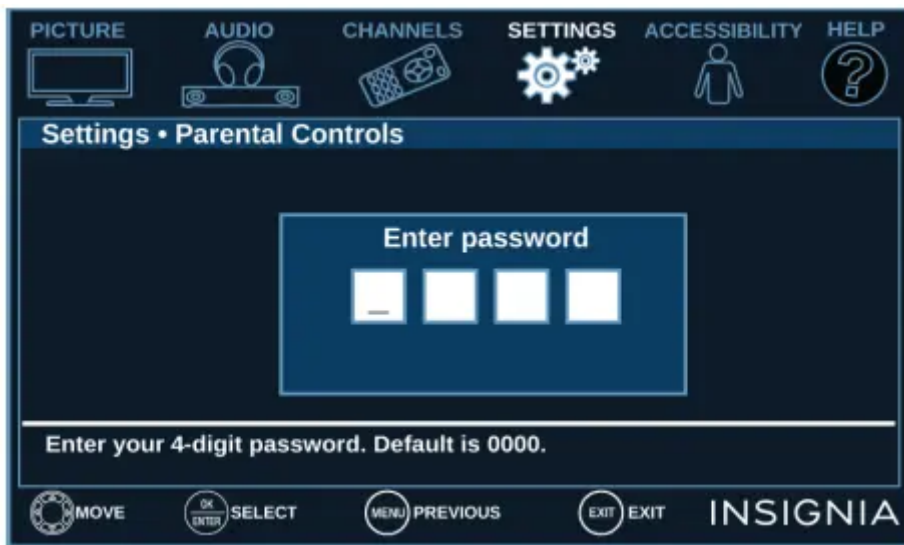 PICTURE AUDIO CHANNELS SETTINGS ACCESSIBILITY HELP
?
Settings • Parental Controls
Enter password
_
Enter your 4-digit password. Default is 0000.
MOVE OK ENTER SELECT MENU PREVIOUS EXIT EXIT INSIGNIA